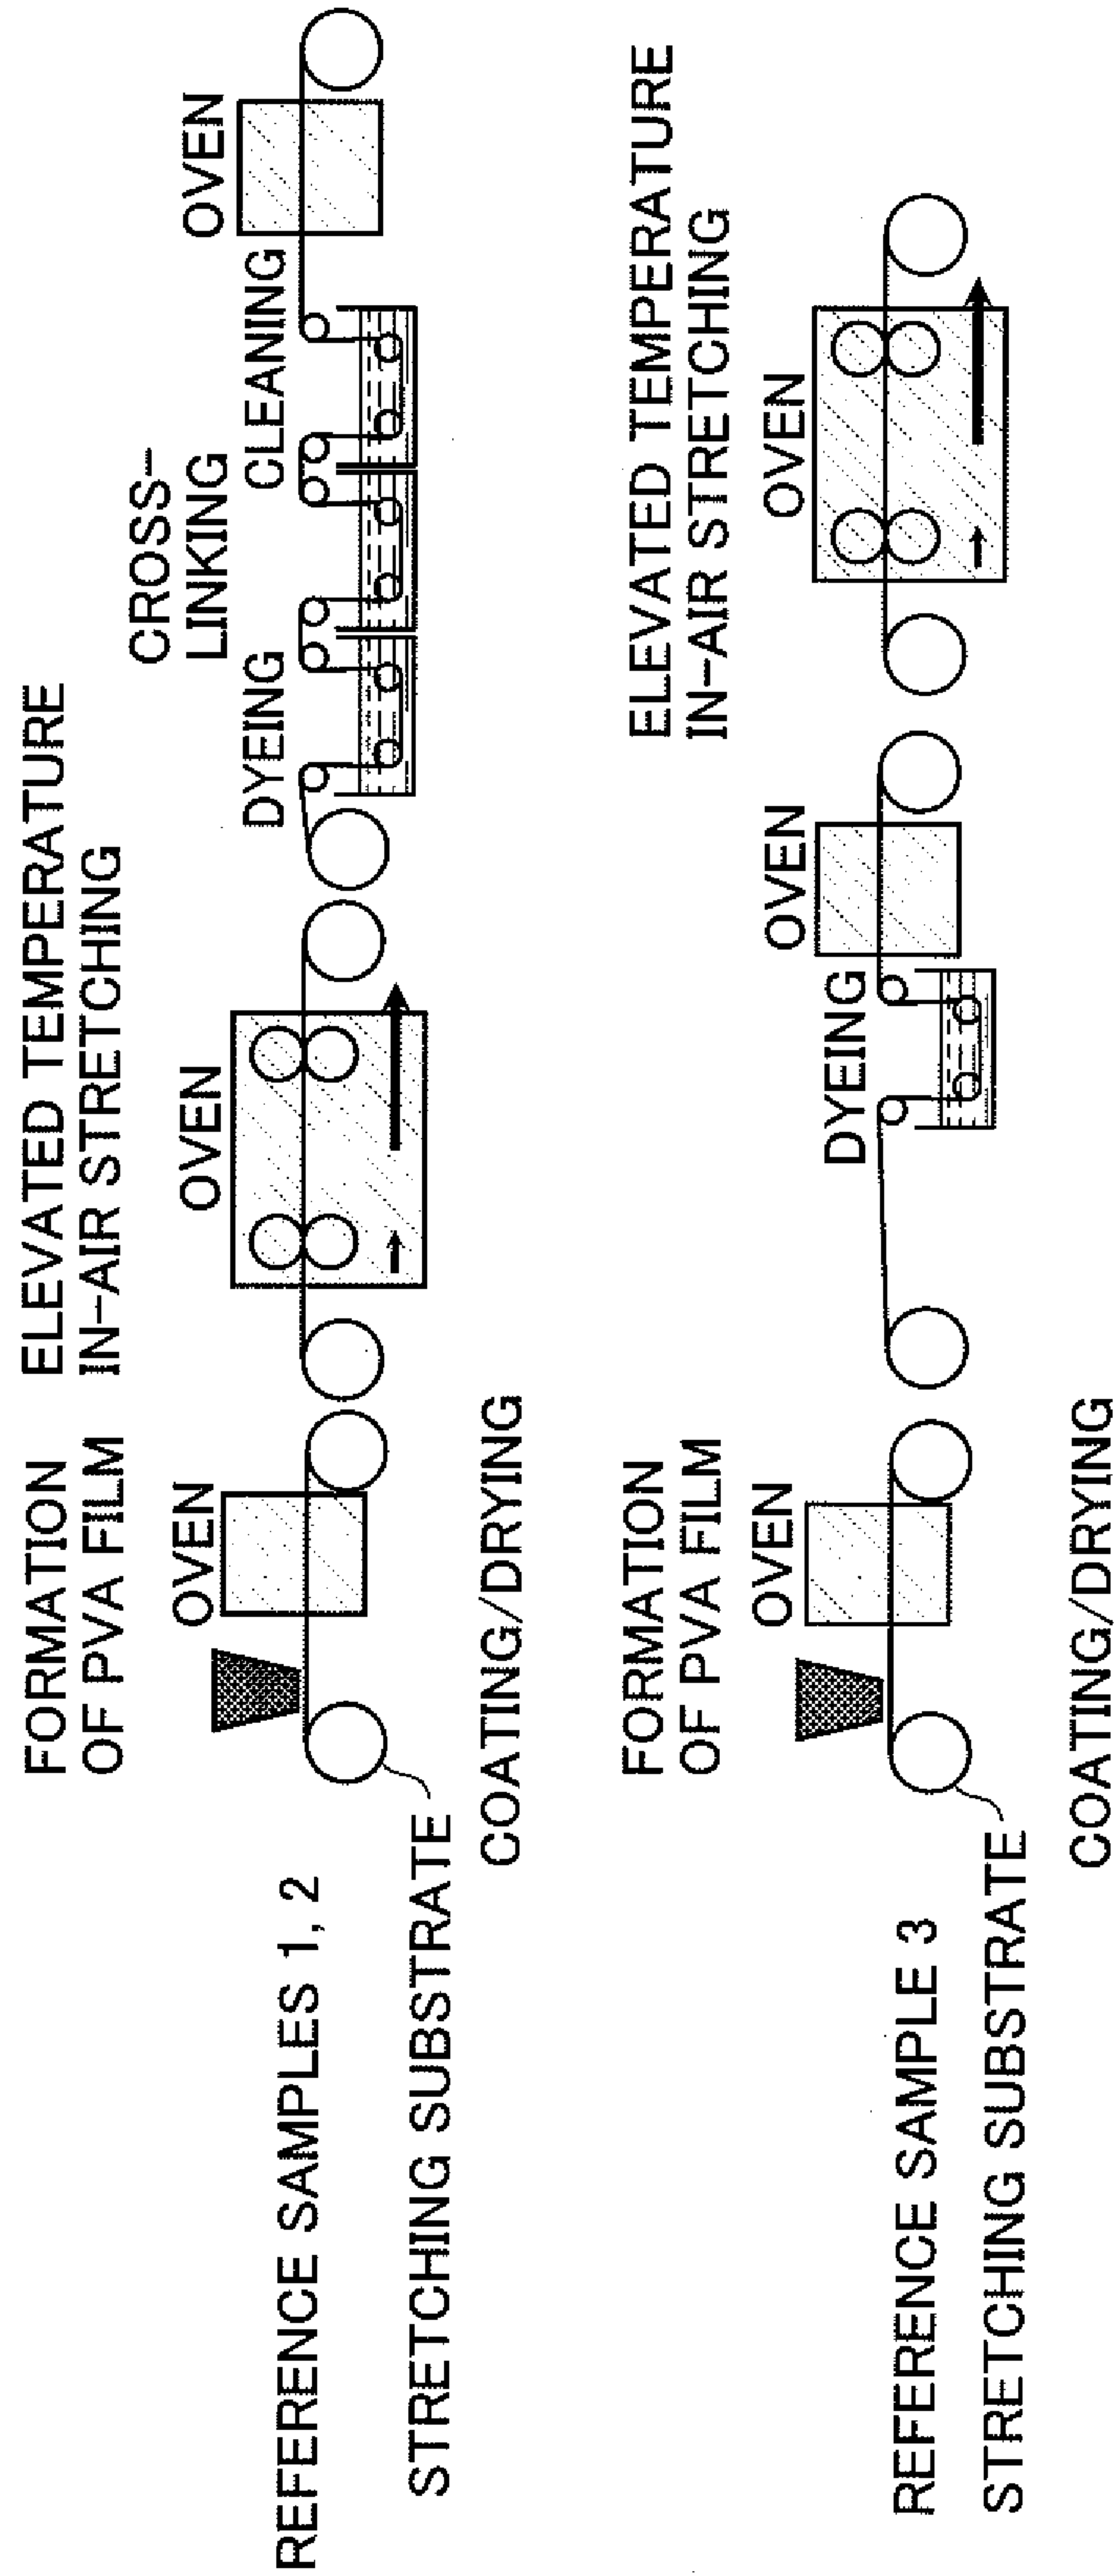 REFERENCE SAMPLES 1, 2
STRETCHING SUBSTRATE
FORMATION
OF PVA FILM
OVEN
COATING/DRYING
ELEVATED TEMPERATURE
IN-AIR STRETCHING
OVEN
DYEING
CROSS-
LINKING
CLEANING
OVEN
REFERENCE SAMPLE 3
STRETCHING SUBSTRATE
FORMATION
OF PVA FILM
OVEN
COATING/DRYING
DYEING
OVEN
ELEVATED TEMPERATURE
IN-AIR STRETCHING
OVEN